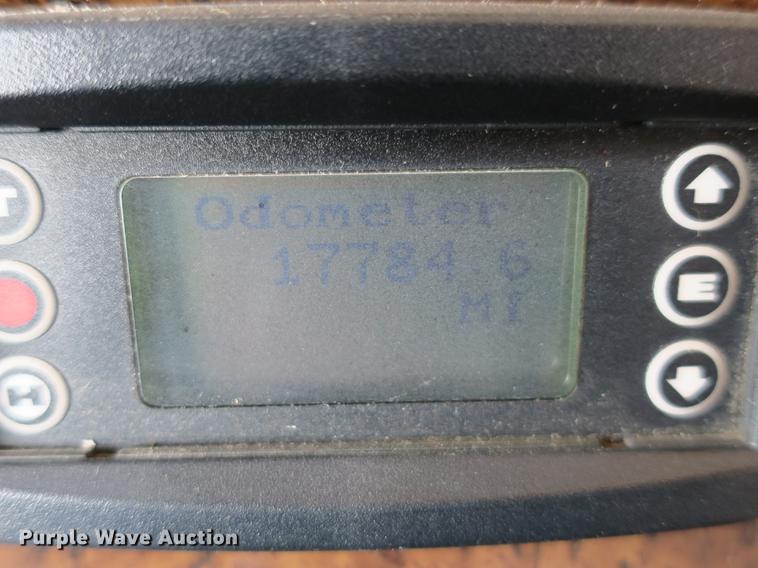 Odometer
17784.6
Mi
E
H
Purple Wave Auction